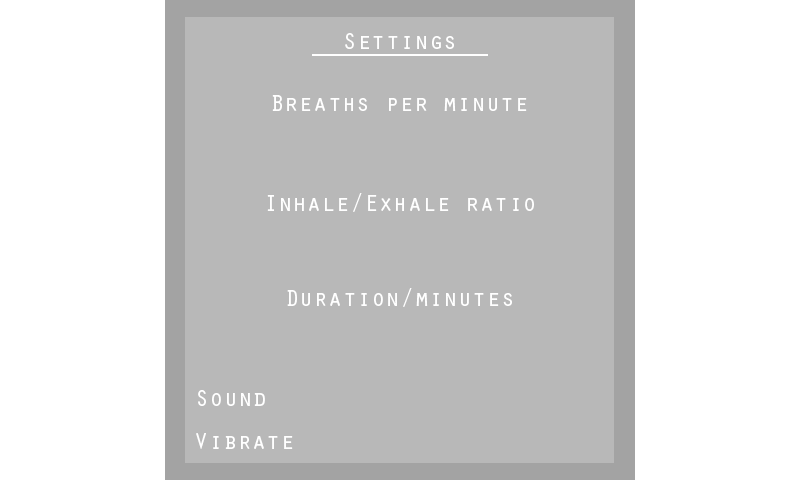 Settings
Breaths per minute
Inhale/Exhale ratio
Duration/minutes
Sound
Vibrate